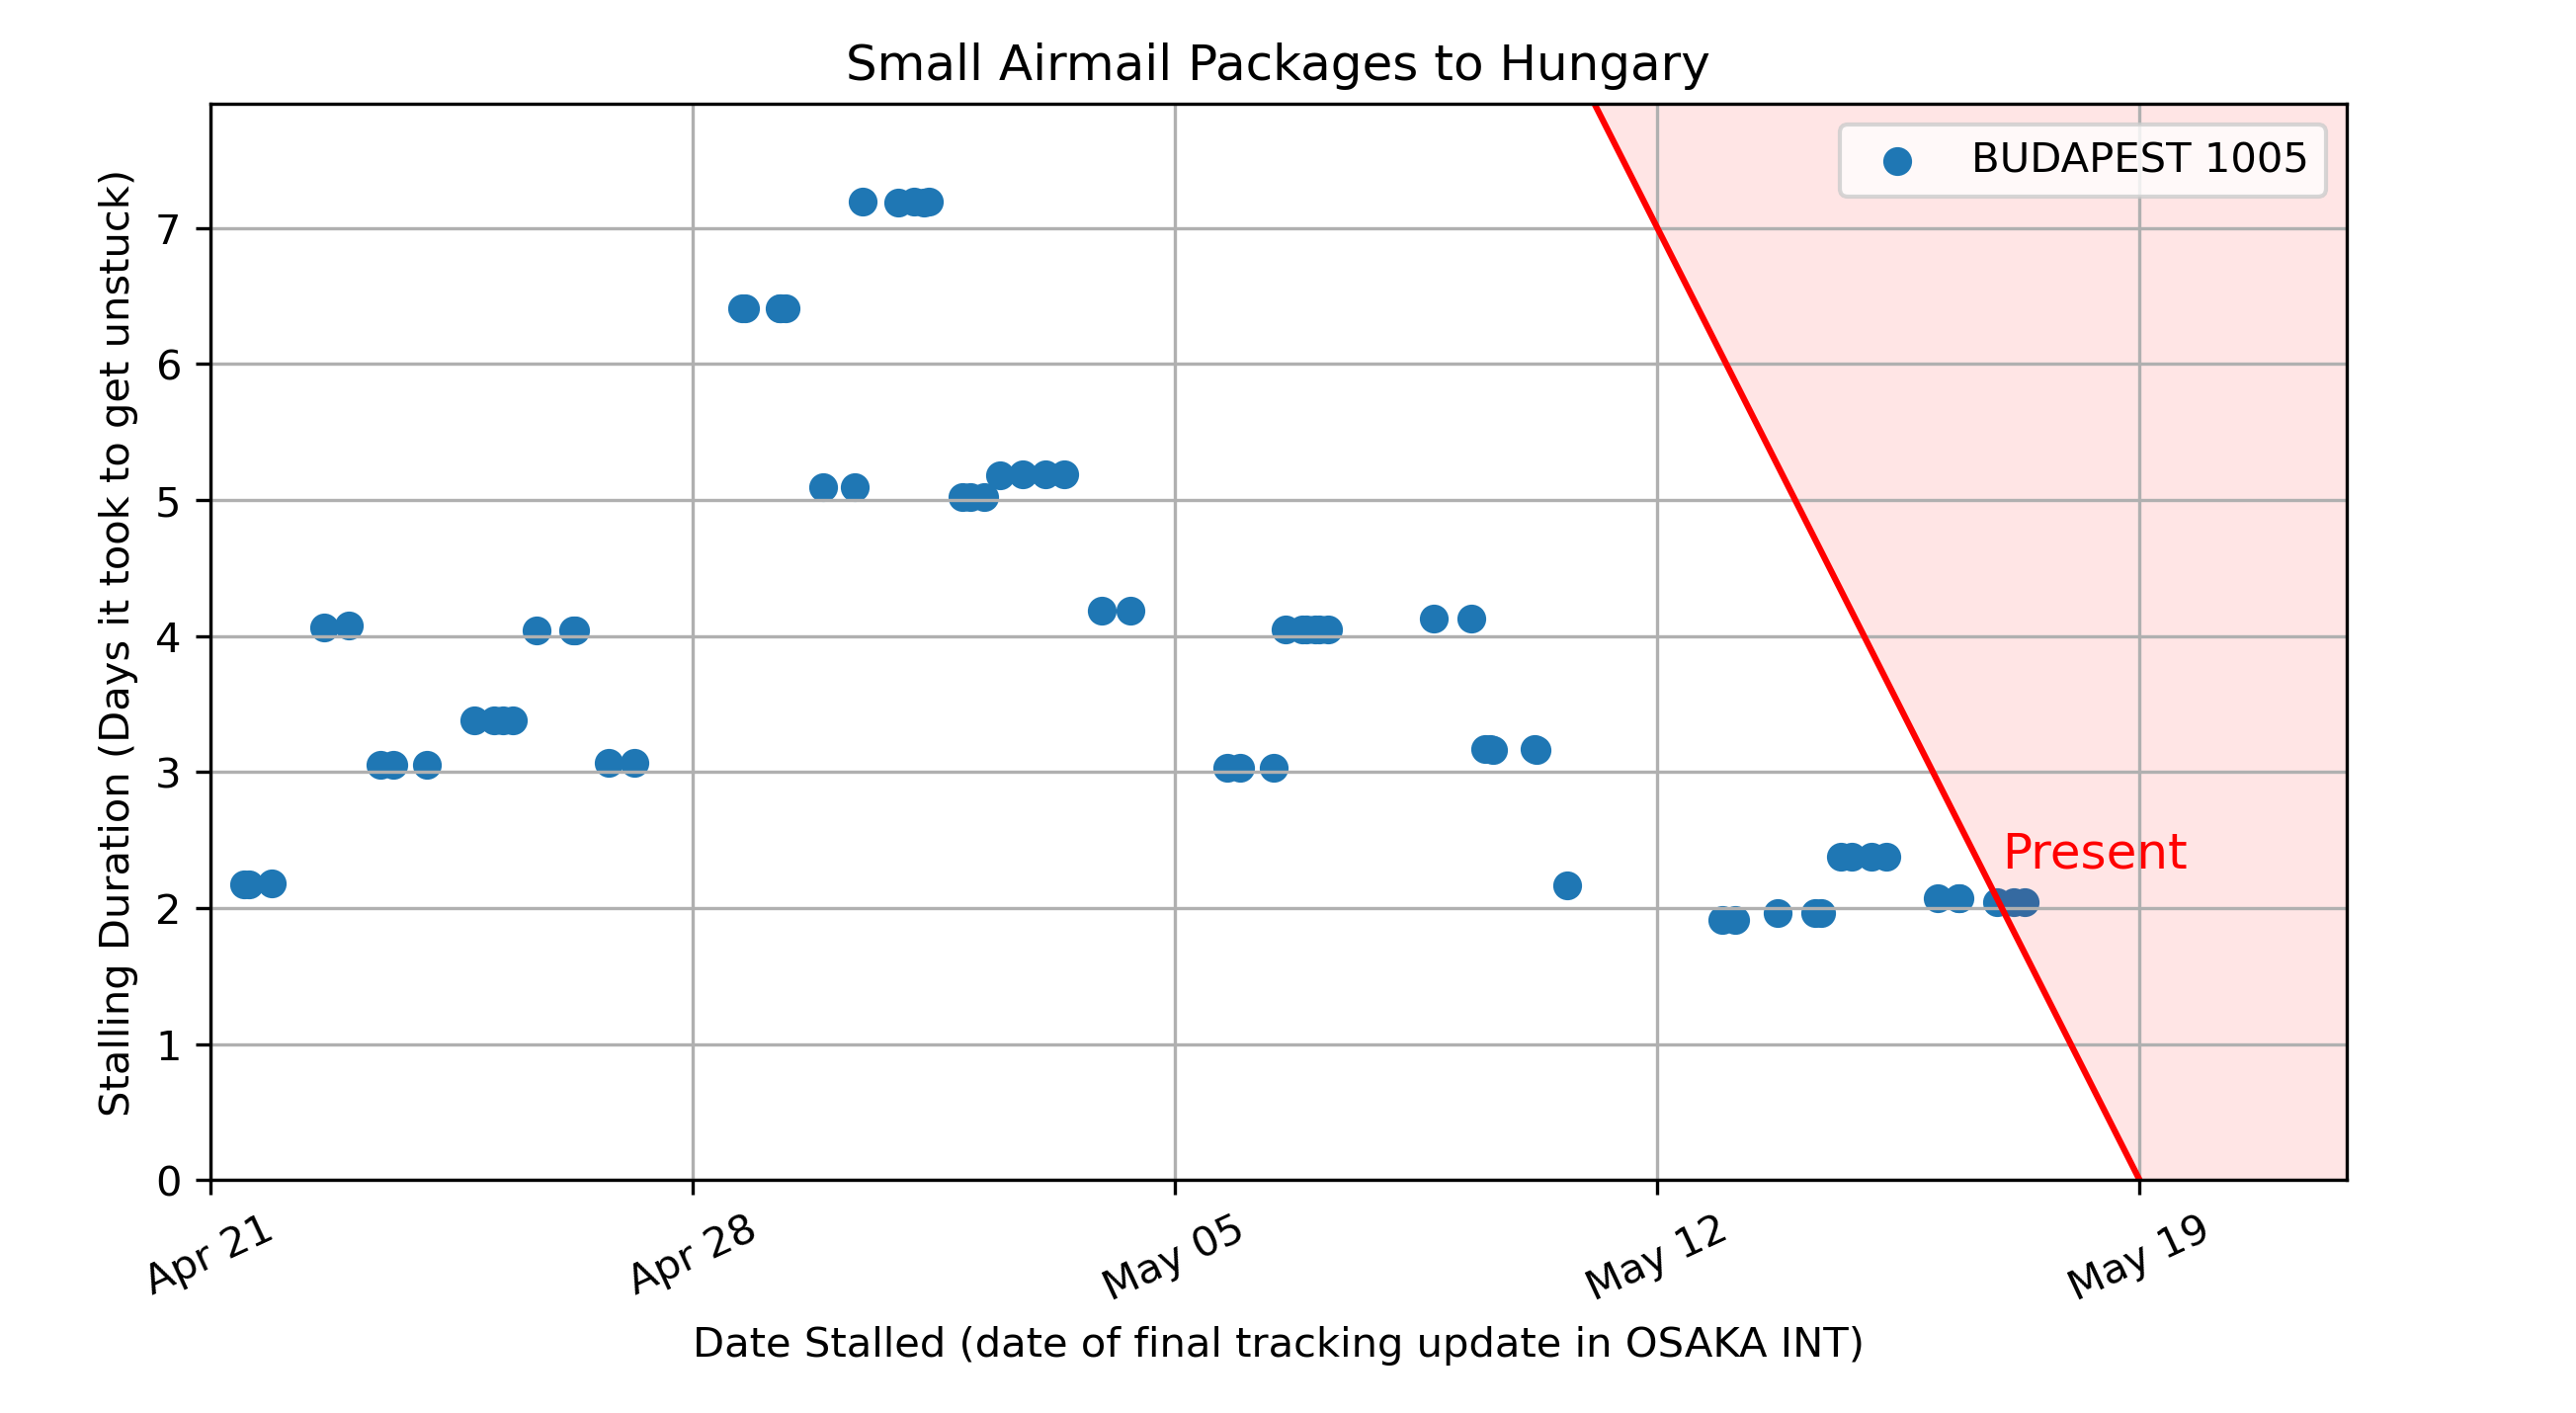 Small Airmail Packages to Hungary
BUDAPEST 1005
Stalling Duration (Days it took to get unstuck)
7
6
5
4
3
2
1
0
Present
Apr 21
Apr 28
May 05
May 12
May 19
Date Stalled (date of final tracking update in OSAKA INT)